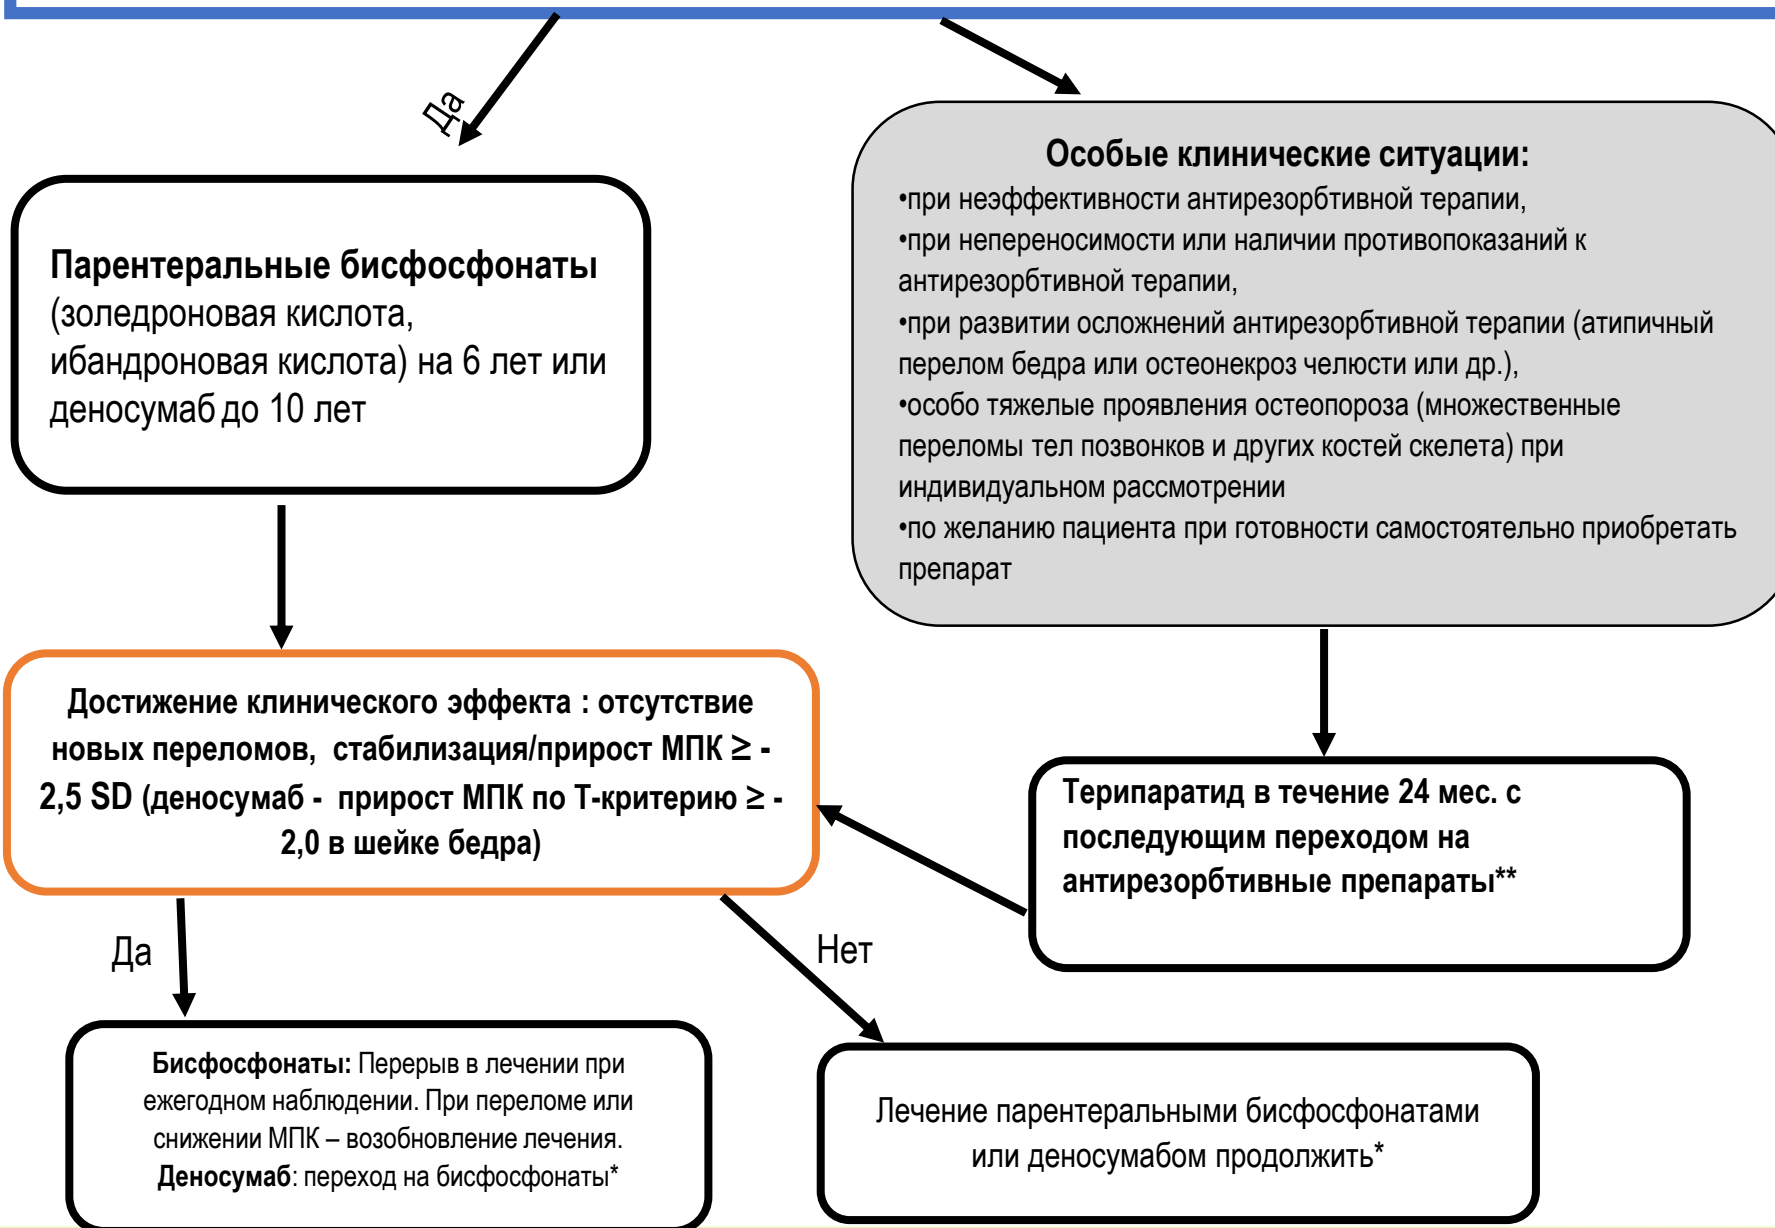 Да
Парентеральные бисфосфонаты
(золедроновая кислота,
ибандроновая кислота) на 6 лет или
деносумаб до 10 лет
Особые клинические ситуации:
•при неэффективности антирезорбтивной терапии,
•при непереносимости или наличии противопоказаний к
антирезорбтивной терапии,
•при развитии осложнений антирезорбтивной терапии (атипичный
перелом бедра или остеонекроз челюсти или др.),
•особо тяжелые проявления остеопороза (множественные
переломы тел позвонков и других костей скелета) при
индивидуальном рассмотрении
•по желанию пациента при готовности самостоятельно приобретать
препарат
Достижение клинического эффекта : отсутствие
новых переломов, стабилизация/прирост МПК ≥ -
2,5 SD (деносумаб - прирост МПК по Т-критерию ≥ -
2,0 в шейке бедра)
Терипаратид в течение 24 мес. с
последующим переходом на
антирезорбтивные препараты**
Да
Нет
Бисфосфонаты: Перерыв в лечении при
ежегодном наблюдении. При переломе или
снижении МПК – возобновление лечения.
Деносумаб: переход на бисфосфонаты*
Лечение парентеральными бисфосфонатами
или деносумабом продолжить*